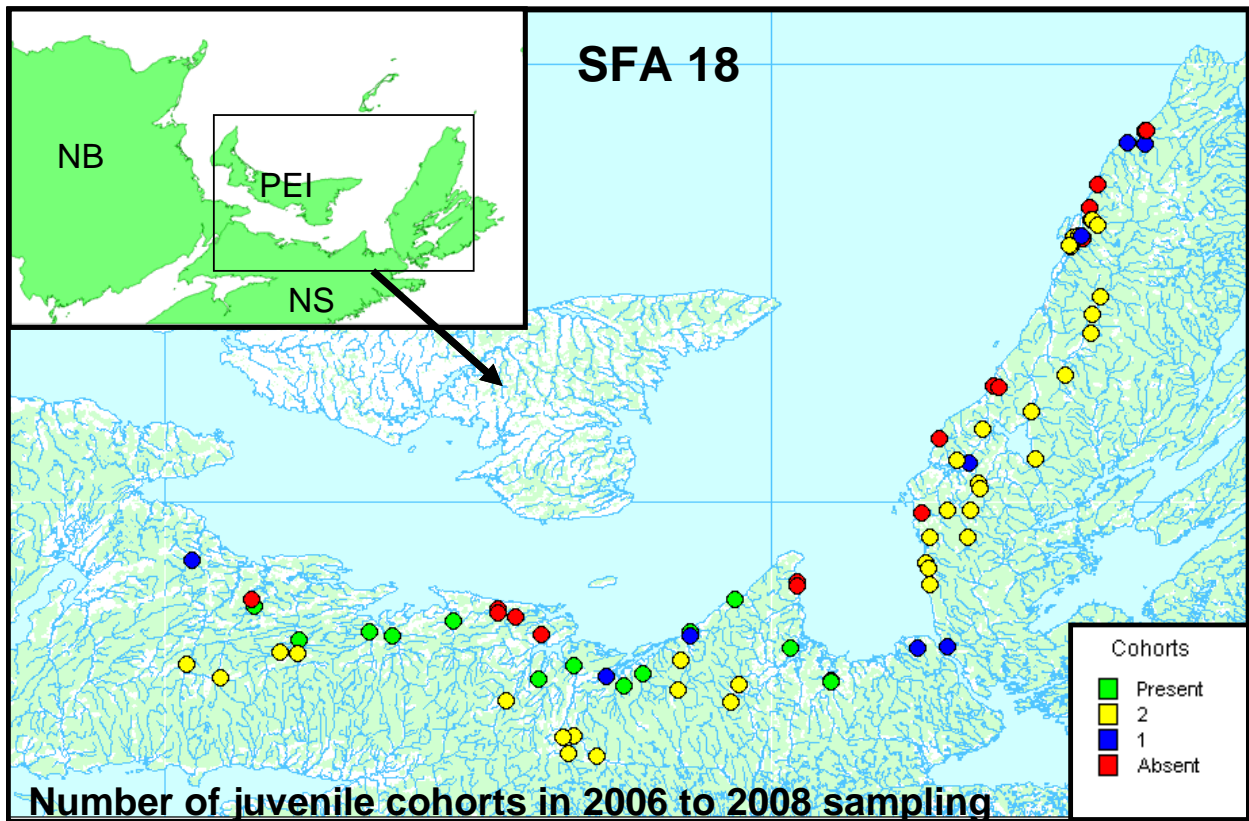 SFA 18
NB
PEI
NS
Cohorts
Present
2
1
Absent
Number of juvenile cohorts in 2006 to 2008 sampling